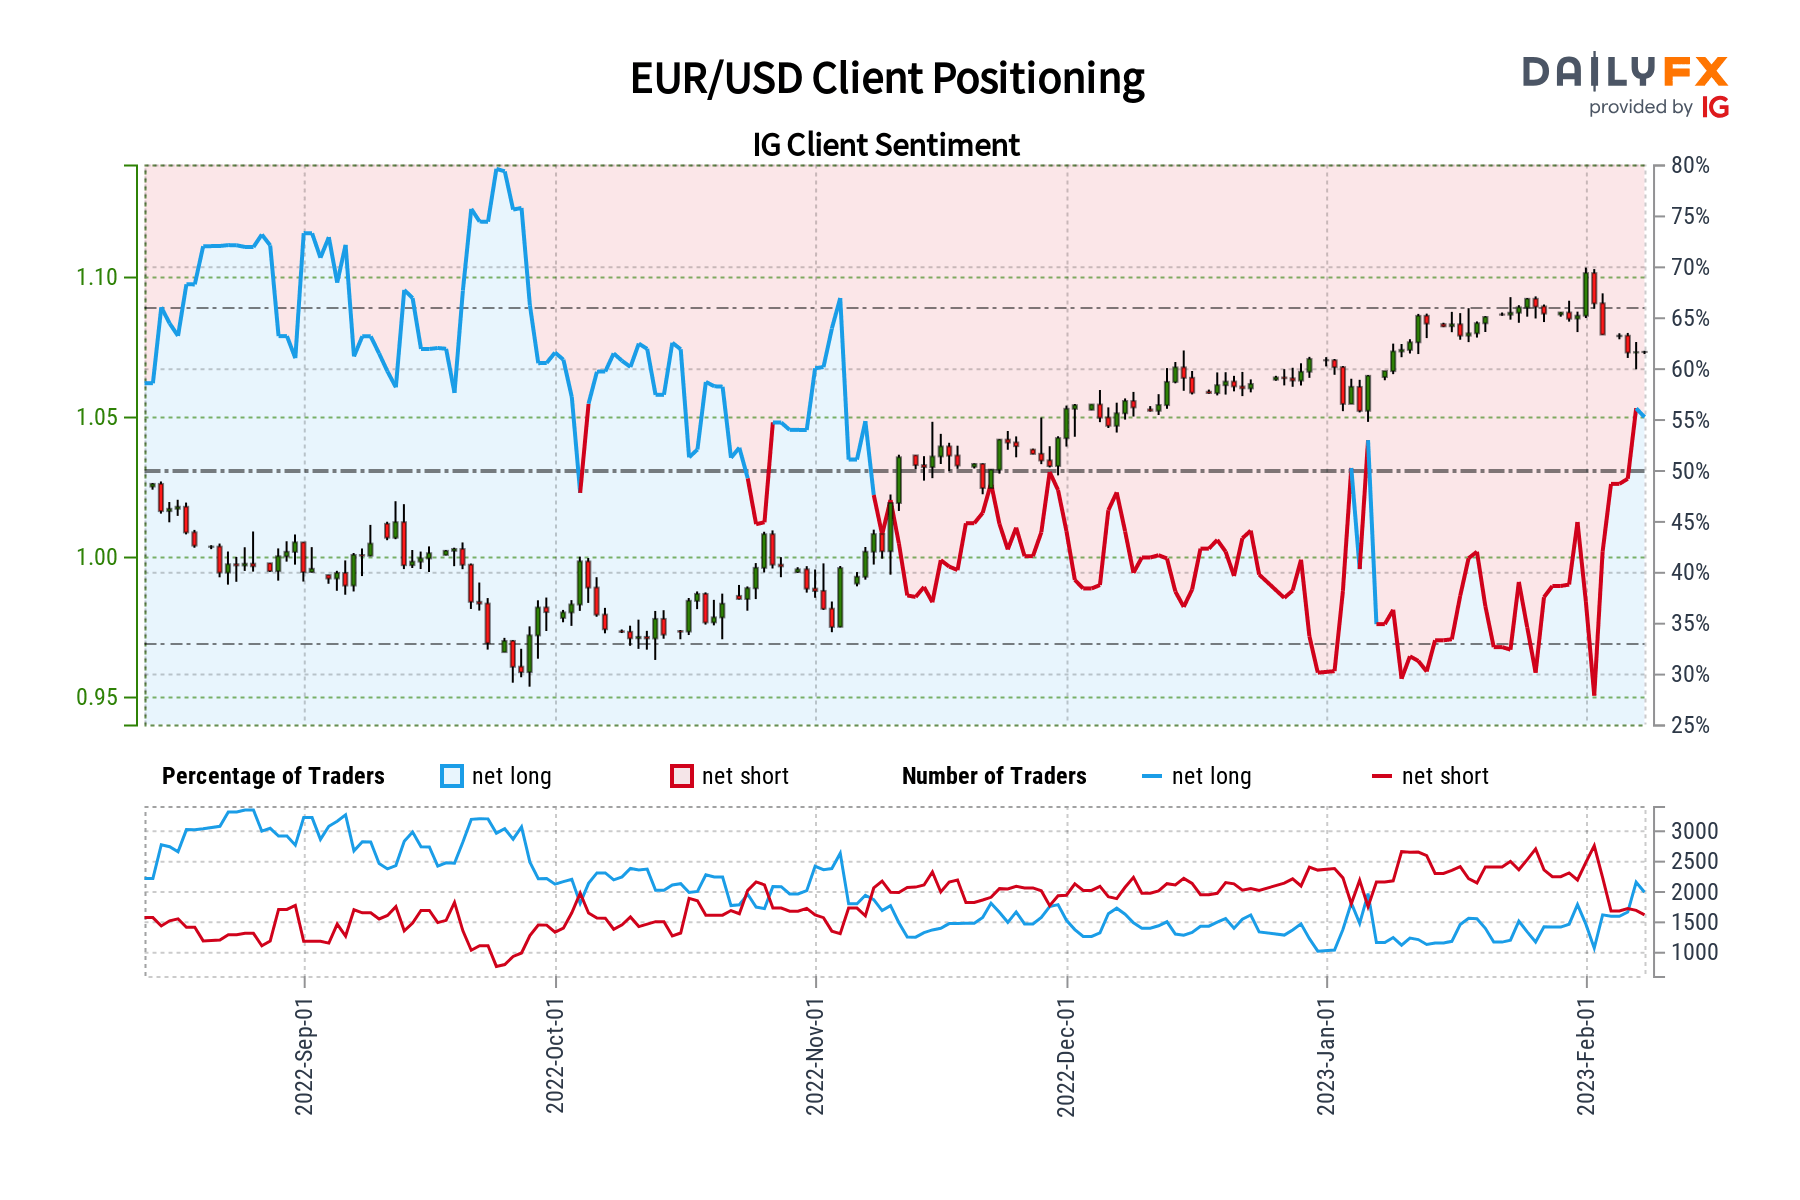 EUR/USD Client Positioning
DAILYFX
provided by IG
IG Client Sentiment
80%
75%
1.10
70%
65%
60%
1.05
55%
50%
45%
1.00
40%
35%
30%
0.95
25%
Percentage of Traders net long net short Number of Traders net long net short
3000
2500
2000
1500
1000
2022-Sep-01
2022-Oct-01
2022-Nov-01
2022-Dec-01
2023-Jan-01
2023-Feb-01